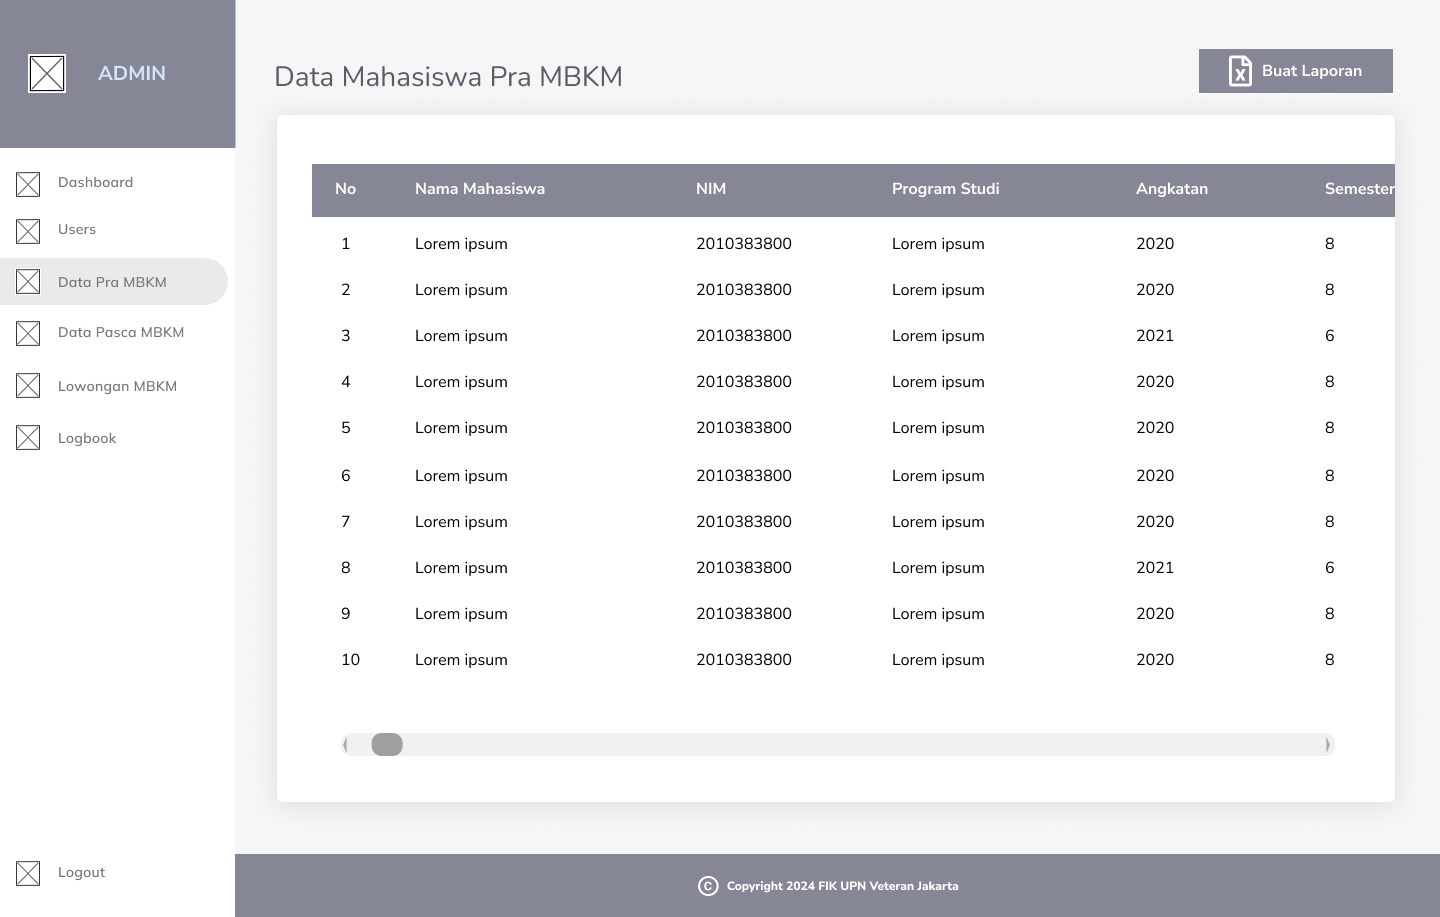 ADMIN
Dashboard
Users
Data Pra MBKM
Data Pasca MBKM
Lowongan MBKM
Logbook
Logout
Data Mahasiswa Pra MBKM
Buat Laporan
No Nama Mahasiswa NIM Program Studi Angkatan Semester
1 Lorem ipsum 2010383800 Lorem ipsum 2020 8
2 Lorem ipsum 2010383800 Lorem ipsum 2020 8
3 Lorem ipsum 2010383800 Lorem ipsum 2021 6
4 Lorem ipsum 2010383800 Lorem ipsum 2020 8
5 Lorem ipsum 2010383800 Lorem ipsum 2020 8
6 Lorem ipsum 2010383800 Lorem ipsum 2020 8
7 Lorem ipsum 2010383800 Lorem ipsum 2020 8
8 Lorem ipsum 2010383800 Lorem ipsum 2021 6
9 Lorem ipsum 2010383800 Lorem ipsum 2020 8
10 Lorem ipsum 2010383800 Lorem ipsum 2020 8
© Copyright 2024 FIK UPN Veteran Jakarta